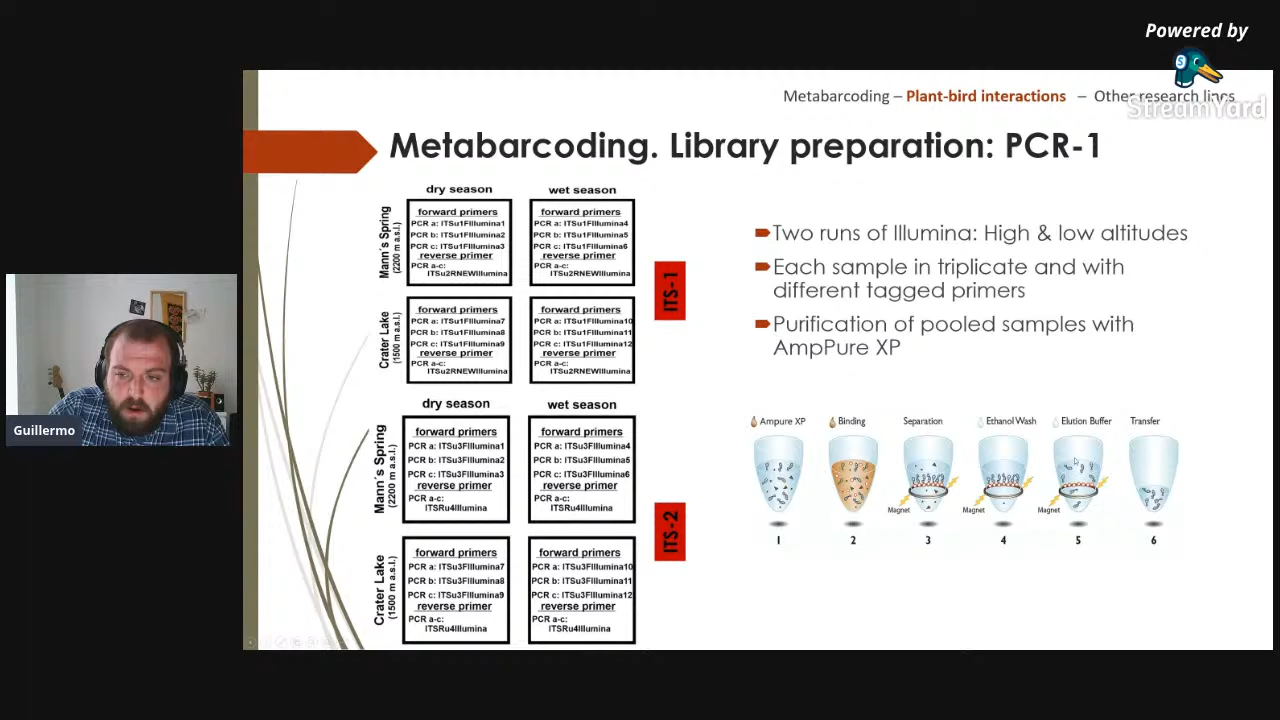 Powered by
StreamYard
Metabarcoding – Plant-bird interactions – Other research lines
Metabarcoding. Library preparation: PCR-1
dry season
wet season
Mann´s Spring
(2200 m a.s.l.)
forward primers
PCR a: ITSu1FIllumina1
PCR b: ITSu1FIllumina2
PCR c: ITSu1FIllumina3
reverse primer
PCR a-c:
ITSu2RNEWIllumina
forward primers
PCR a: ITSu1FIllumina4
PCR b: ITSu1FIllumina5
PCR c: ITSu1FIllumina6
reverse primer
PCR a-c:
ITSu2RNEWIllumina
Crater Lake
(1500 m a.s.l.)
forward primers
PCR a: ITSu1FIllumina7
PCR b: ITSu1FIllumina8
PCR c: ITSu1FIllumina9
reverse primer
PCR a-c:
ITSu2RNEWIllumina
forward primers
PCR a: ITSu1FIllumina10
PCR b: ITSu1FIllumina11
PCR c: ITSu1FIllumina12
reverse primer
PCR a-c:
ITSu2RNEWIllumina
ITS-1
dry season
wet season
Mann´s Spring
(2200 m a.s.l.)
forward primers
PCR a: ITSu3FIllumina1
PCR b: ITSu3FIllumina2
PCR c: ITSu3FIllumina3
reverse primer
PCR a-c:
ITSRu4Illumina
forward primers
PCR a: ITSu3FIllumina4
PCR b: ITSu3FIllumina5
PCR c: ITSu3FIllumina6
reverse primer
PCR a-c:
ITSRu4Illumina
Crater Lake
(1500 m a.s.l.)
forward primers
PCR a: ITSu3FIllumina7
PCR b: ITSu3FIllumina8
PCR c: ITSu3FIllumina9
reverse primer
PCR a-c:
ITSRu4Illumina
forward primers
PCR a: ITSu3FIllumina10
PCR b: ITSu3FIllumina11
PCR c: ITSu3FIllumina12
reverse primer
PCR a-c:
ITSRu4Illumina
ITS-2
Two runs of Illumina: High & low altitudes
Each sample in triplicate and with
different tagged primers
Purification of pooled samples with
AmpPure XP
Ampure XP
Binding
Separation
Ethanol Wash
Elution Buffer
Transfer
Magnet
Magnet
Magnet
1
2
3
4
5
6
Guillermo